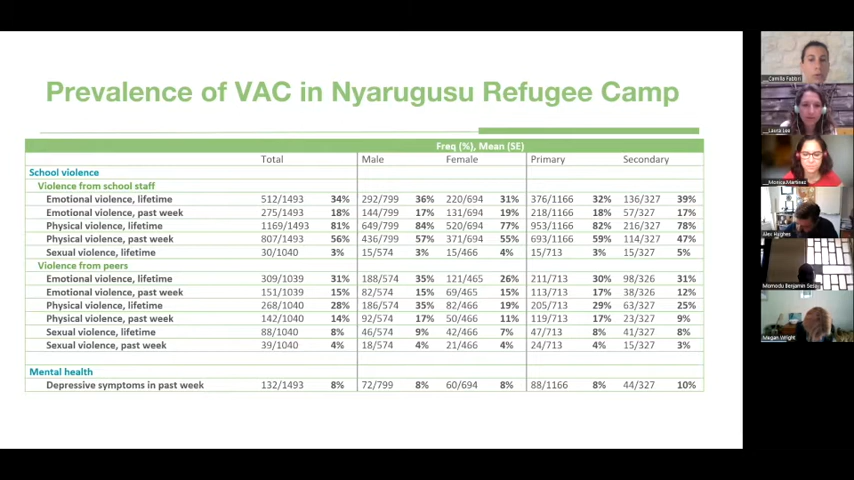 Prevalence of VAC in Nyarugusu Refugee Camp
Freq (%), Mean (SE)
Total Male Female Primary Secondary
School violence
Violence from school staff
Emotional violence, lifetime 512/1493 34% 292/799 36% 220/694 31% 376/1166 32% 136/327 39%
Emotional violence, past week 275/1493 18% 144/799 17% 131/694 19% 218/1166 18% 57/327 17%
Physical violence, lifetime 1169/1493 81% 649/799 84% 520/694 77% 953/1166 82% 216/327 78%
Physical violence, past week 807/1493 56% 436/799 57% 371/694 55% 693/1166 59% 114/327 47%
Sexual violence, lifetime 30/1040 3% 15/574 3% 15/466 4% 15/713 3% 15/327 5%
Violence from peers
Emotional violence, lifetime 309/1039 31% 188/574 35% 121/465 26% 211/713 30% 98/326 31%
Emotional violence, past week 151/1039 15% 82/574 15% 69/465 15% 113/713 17% 38/326 12%
Physical violence, lifetime 268/1040 28% 186/574 35% 82/466 19% 205/713 29% 63/327 25%
Physical violence, past week 142/1040 14% 92/574 17% 50/466 11% 119/713 17% 23/327 9%
Sexual violence, lifetime 88/1040 8% 46/574 9% 42/466 7% 47/713 8% 41/327 8%
Sexual violence, past week 39/1040 4% 18/574 4% 21/466 4% 24/713 4% 15/327 3%
Mental health
Depressive symptoms in past week 132/1493 8% 72/799 8% 60/694 8% 88/1166 8% 44/327 10%
Camilla Fabbri
Laura Lee
Monica Martinez
Alex Hughes
Momodu Benjamin
Megan Wright